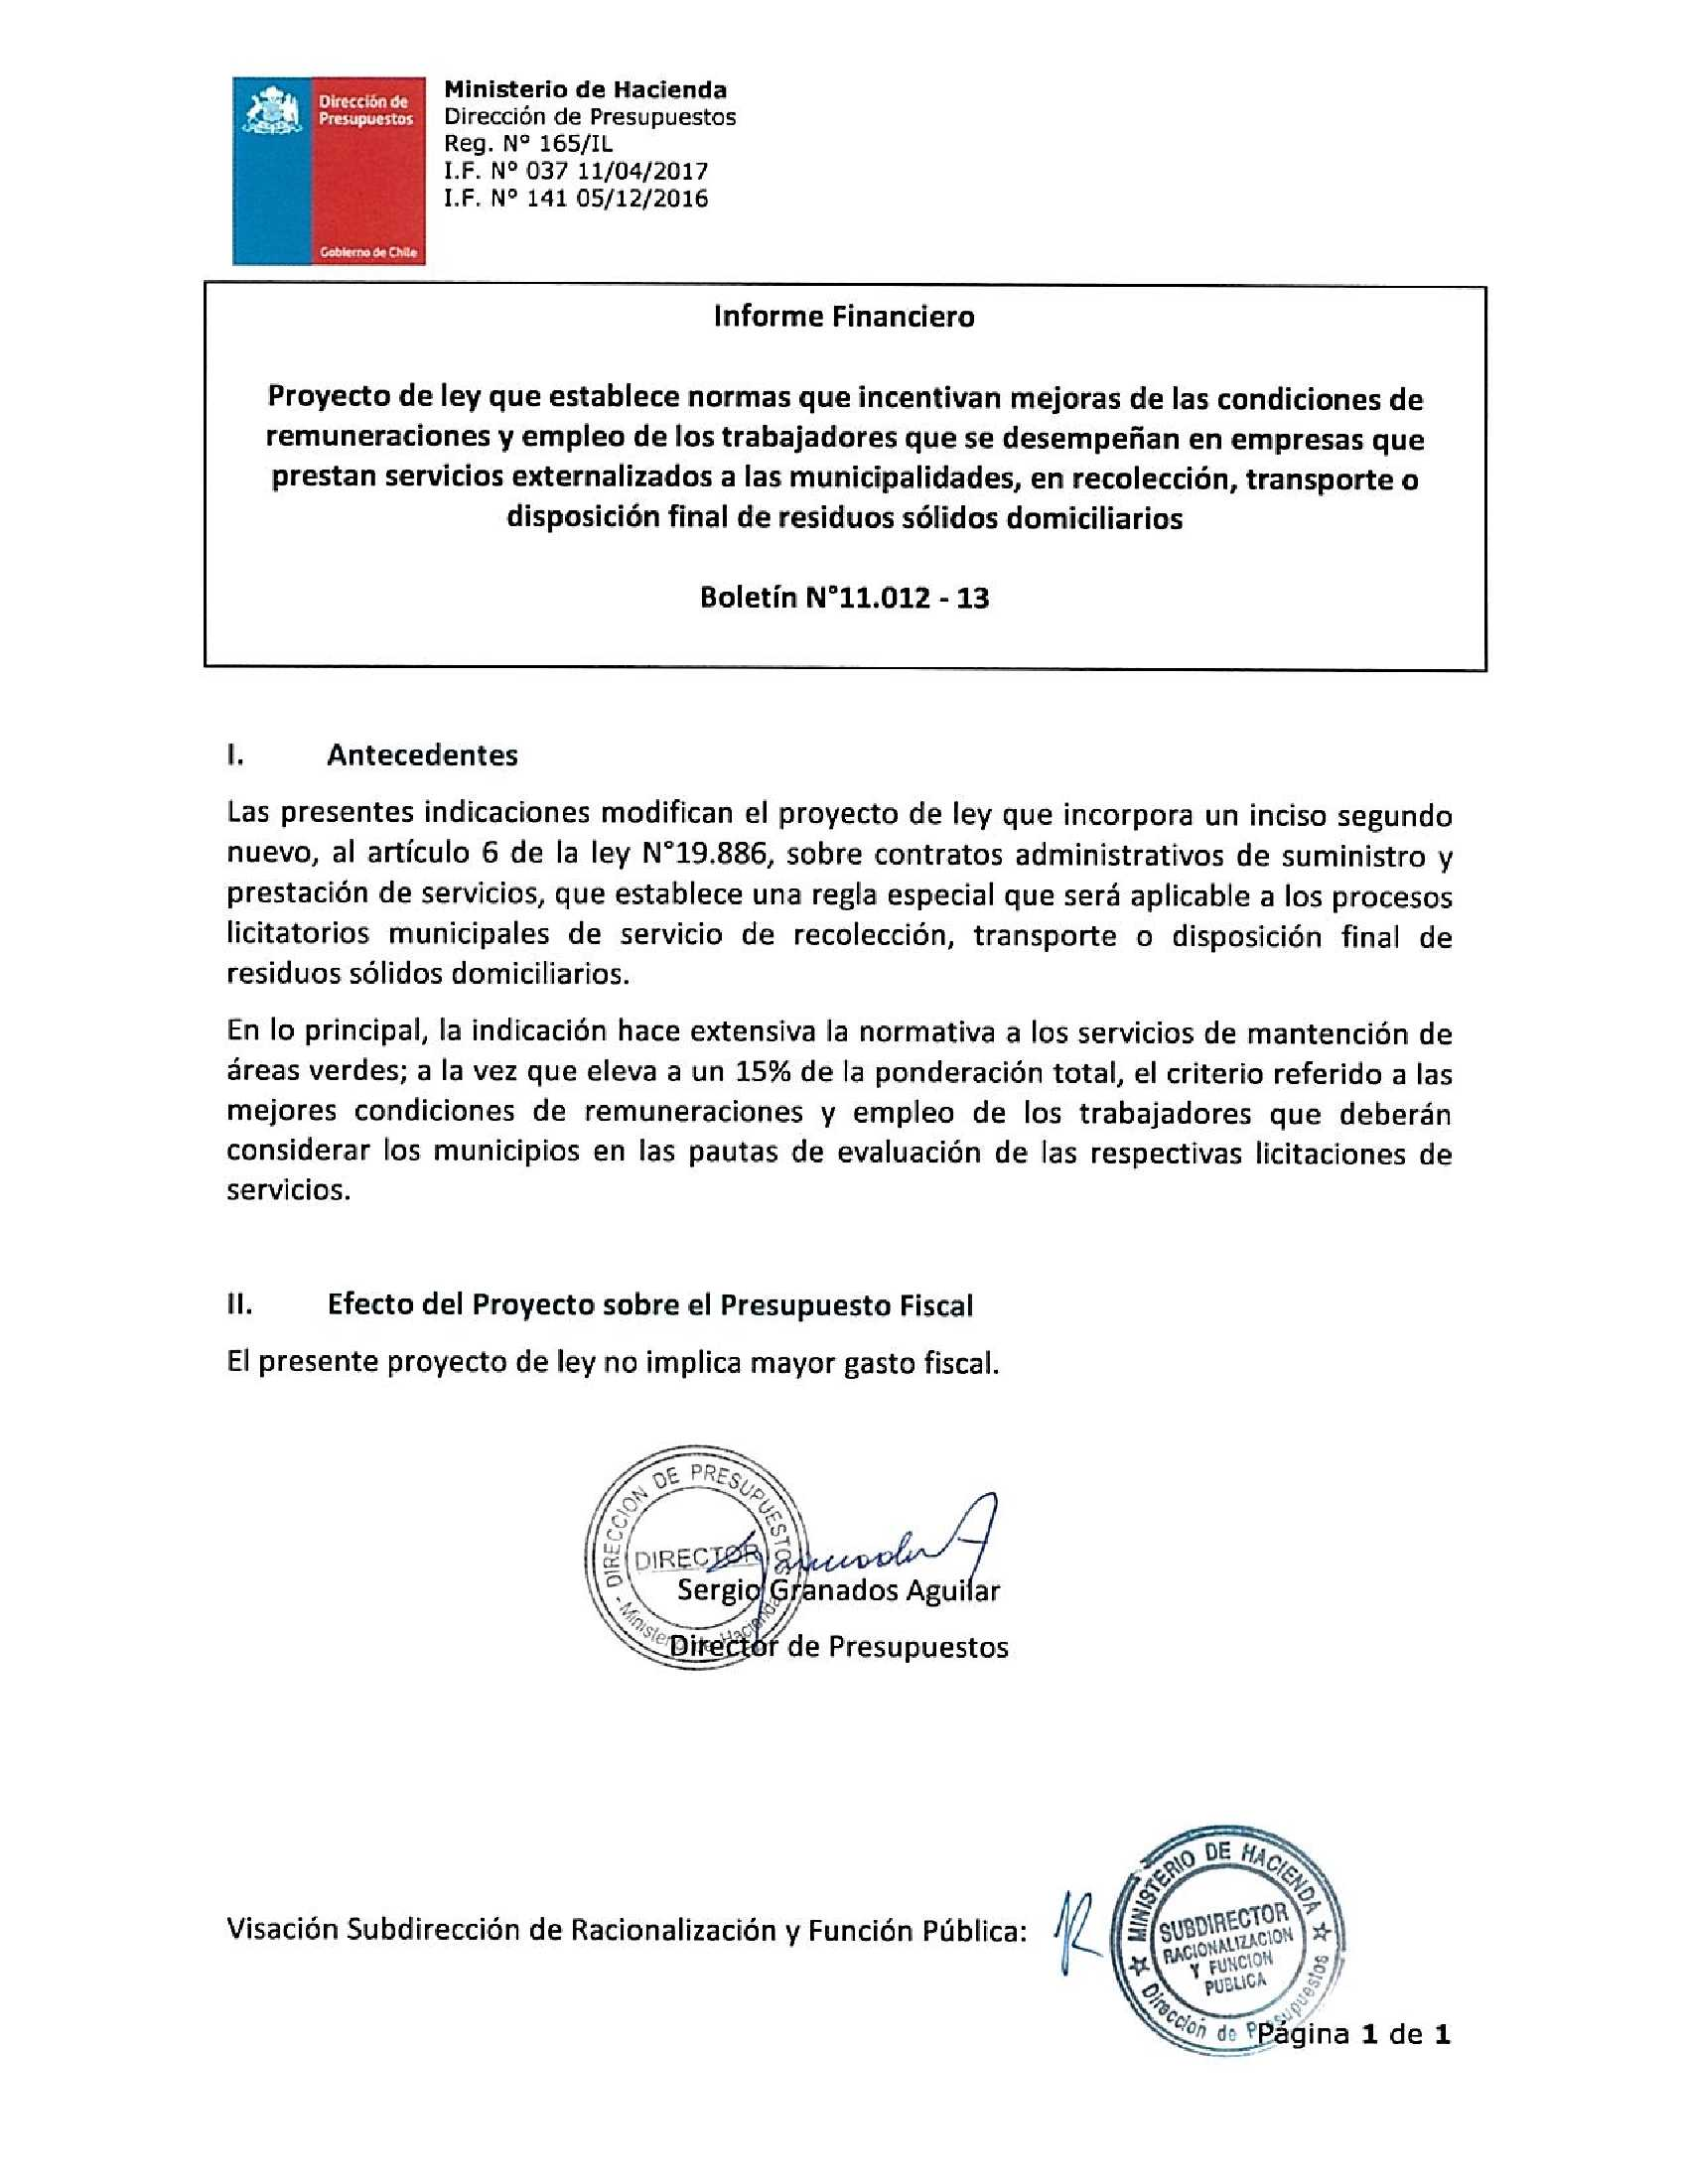 Dirección de
Presupuestos
Gobierno de Chile
Ministerio de Hacienda
Dirección de Presupuestos
Reg. Nº 165/IL
I.F. Nº 037 11/04/2017
I.F. Nº 141 05/12/2016
Informe Financiero
Proyecto de ley que establece normas que incentivan mejoras de las condiciones de
remuneraciones y empleo de los trabajadores que se desempeñan en empresas que
prestan servicios externalizados a las municipalidades, en recolección, transporte o
disposición final de residuos sólidos domiciliarios
Boletín N°11.012 - 13
I. Antecedentes
Las presentes indicaciones modifican el proyecto de ley que incorpora un inciso segundo
nuevo, al artículo 6 de la ley N°19.886, sobre contratos administrativos de suministro y
prestación de servicios, que establece una regla especial que será aplicable a los procesos
licitatorios municipales de servicio de recolección, transporte o disposición final de
residuos sólidos domiciliarios.
En lo principal, la indicación hace extensiva la normativa a los servicios de mantención de
áreas verdes; a la vez que eleva a un 15% de la ponderación total, el criterio referido a las
mejores condiciones de remuneraciones y empleo de los trabajadores que deberán
considerar los municipios en las pautas de evaluación de las respectivas licitaciones de
servicios.
II. Efecto del Proyecto sobre el Presupuesto Fiscal
El presente proyecto de ley no implica mayor gasto fiscal.
DIRECCION DE PRESUPUESTOS
DIRECTOR
- Ministerio de Hacienda
Sergio Granados Aguilar
Director de Presupuestos
Visación Subdirección de Racionalización y Función Pública:
MINISTERIO DE HACIENDA
SUBDIRECTOR
RACIONALIZACION
Y FUNCION
PUBLICA
Dirección de Presupuestos
Página 1 de 1